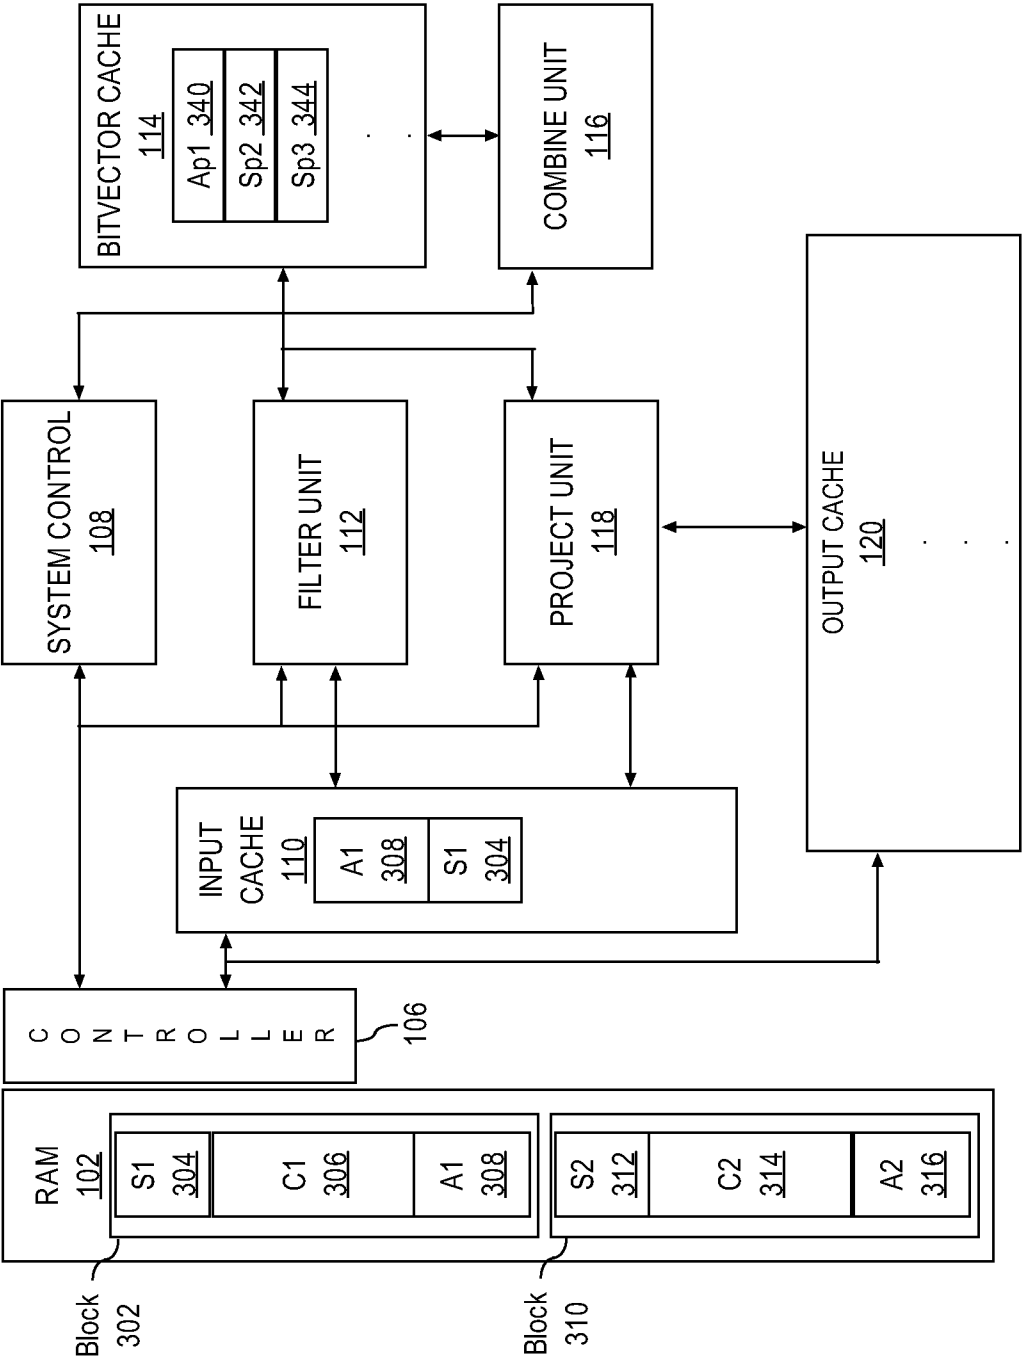 RAM
102
Block
302
S1
304
C1
306
A1
308
Block
310
S2
312
C2
314
A2
316
CONTROLLER
106
INPUT
CACHE
110
A1
308
S1
304
SYSTEM CONTROL
108
FILTER UNIT
112
PROJECT UNIT
118
BITVECTOR CACHE
114
Ap1 340
Sp2 342
Sp3 344
. .
COMBINE UNIT
116
OUTPUT CACHE
120
. . .